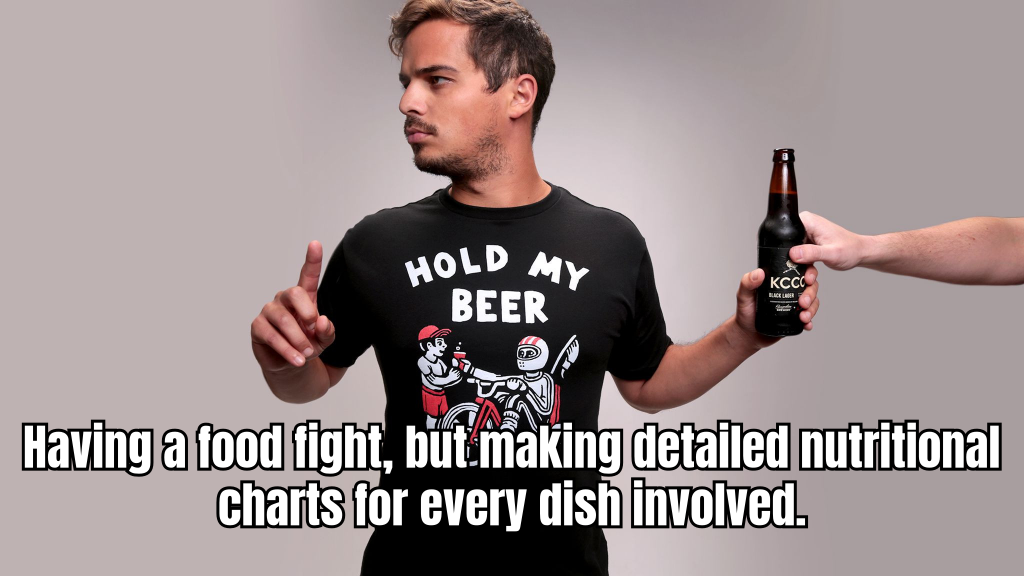 HOLD MY
BEER
KCCO
BLACK LAGER
Having a food fight, but making detailed nutritional
charts for every dish involved.